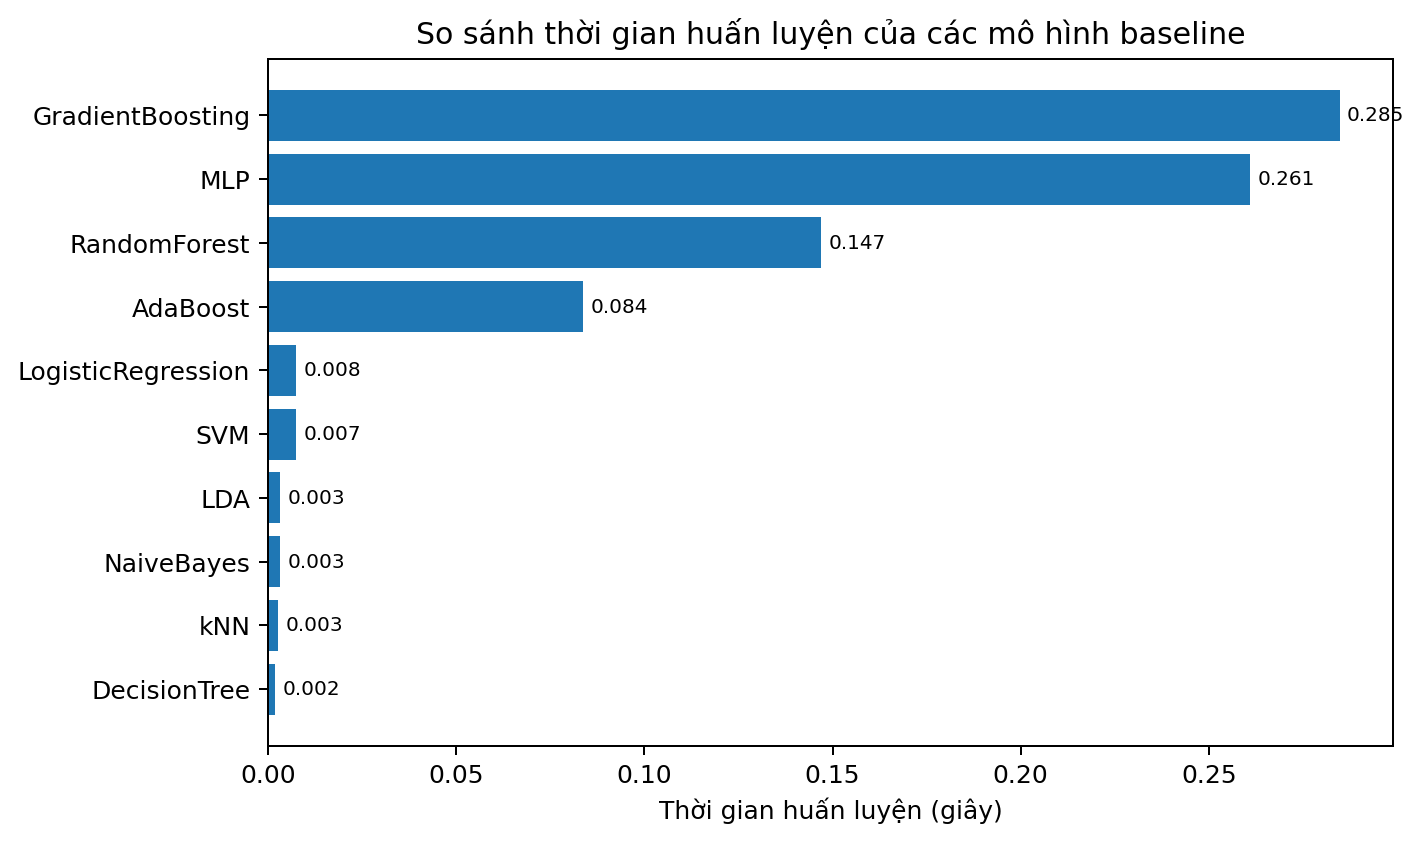 So sánh thời gian huấn luyện của các mô hình baseline
GradientBoosting 0.285
MLP 0.261
RandomForest 0.147
AdaBoost 0.084
LogisticRegression 0.008
SVM 0.007
LDA 0.003
NaiveBayes 0.003
kNN 0.003
DecisionTree 0.002
0.00 0.05 0.10 0.15 0.20 0.25
Thời gian huấn luyện (giây)